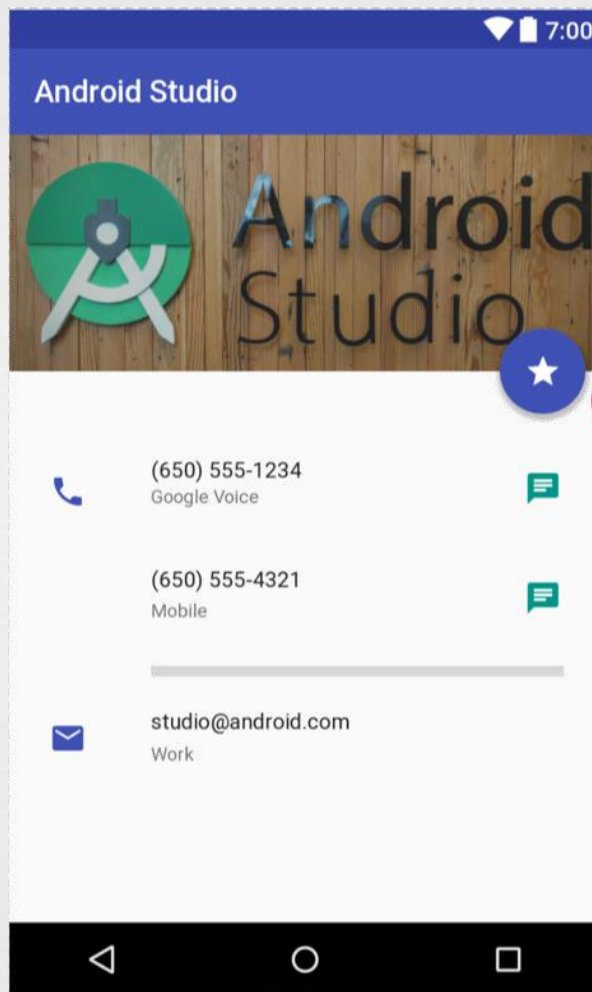 7:00
Android Studio
Android
Studio
(650) 555-1234
Google Voice
(650) 555-4321
Mobile
studio@android.com
Work